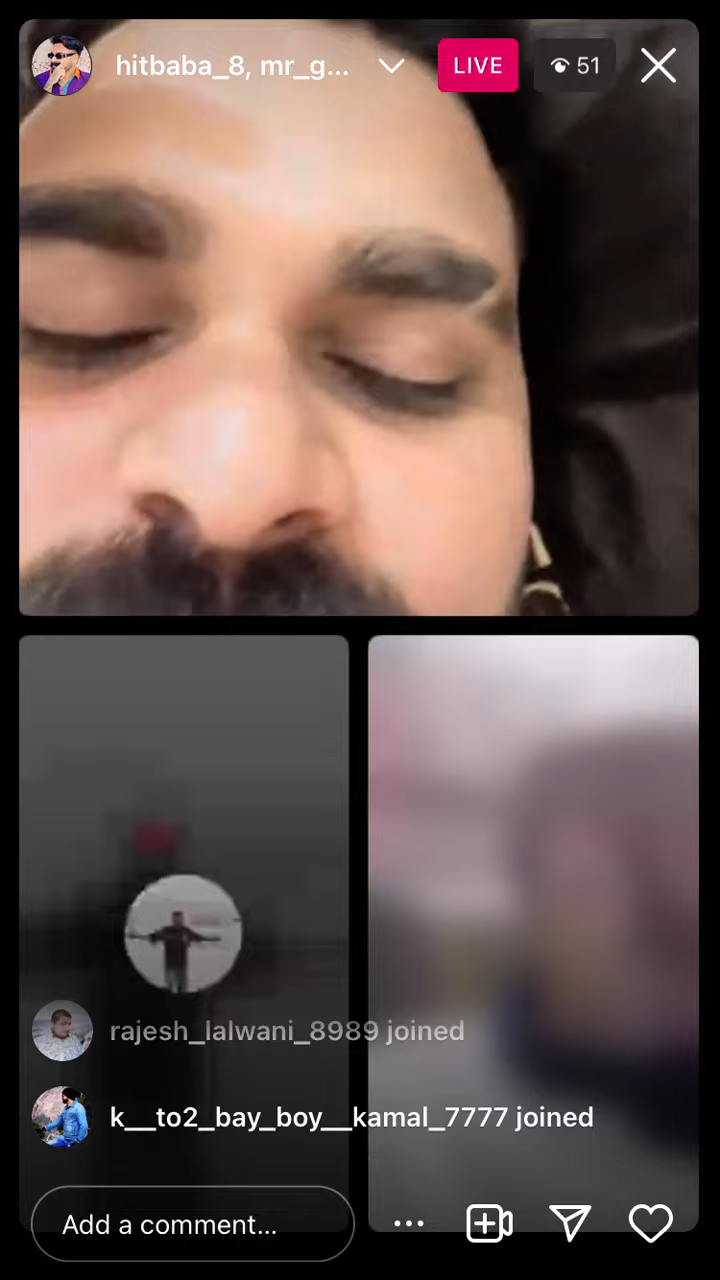 hitbaba_8, mr_g...
LIVE
51
rajesh_lalwani_8989 joined
k__to2_bay_boy__kamal_7777 joined
Add a comment...